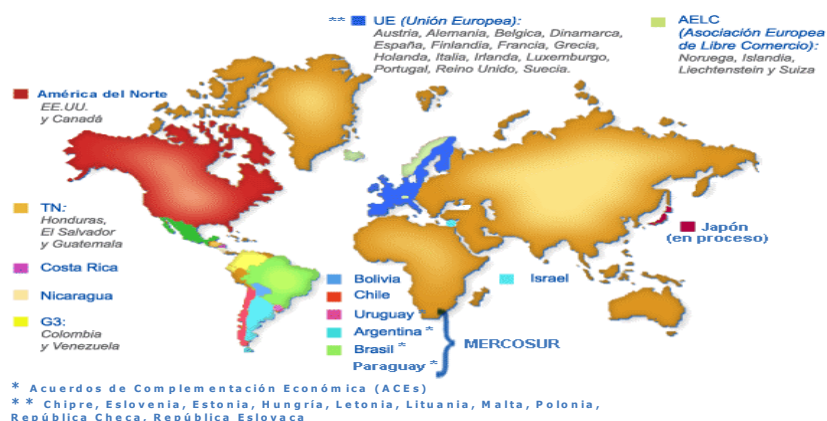 ** UE (Unión Europea):
Austria, Alemania, Belgica, Dinamarca,
España, Finlandia, Francia, Grecia,
Holanda, Italia, Irlanda, Luxemburgo,
Portugal, Reino Unido, Suecia.
AELC
(Asociación Europea
de Libre Comercio):
Noruega, Islandia,
Liechtenstein y Suiza
América del Norte
EE.UU.
y Canadá
TN:
Honduras,
El Salvador
y Guatemala
Costa Rica
Nicaragua
G3:
Colombia
y Venezuela
Japón
(en proceso)
Israel
Bolivia
Chile
Uruguay *
Argentina *
Brasil *
Paraguay *
MERCOSUR
* Acuerdos de Complementación Económica (ACEs)
** Chipre, Eslovenia, Estonia, Hungría, Letonia, Lituania, Malta, Polonia,
República Checa, República Eslovaca